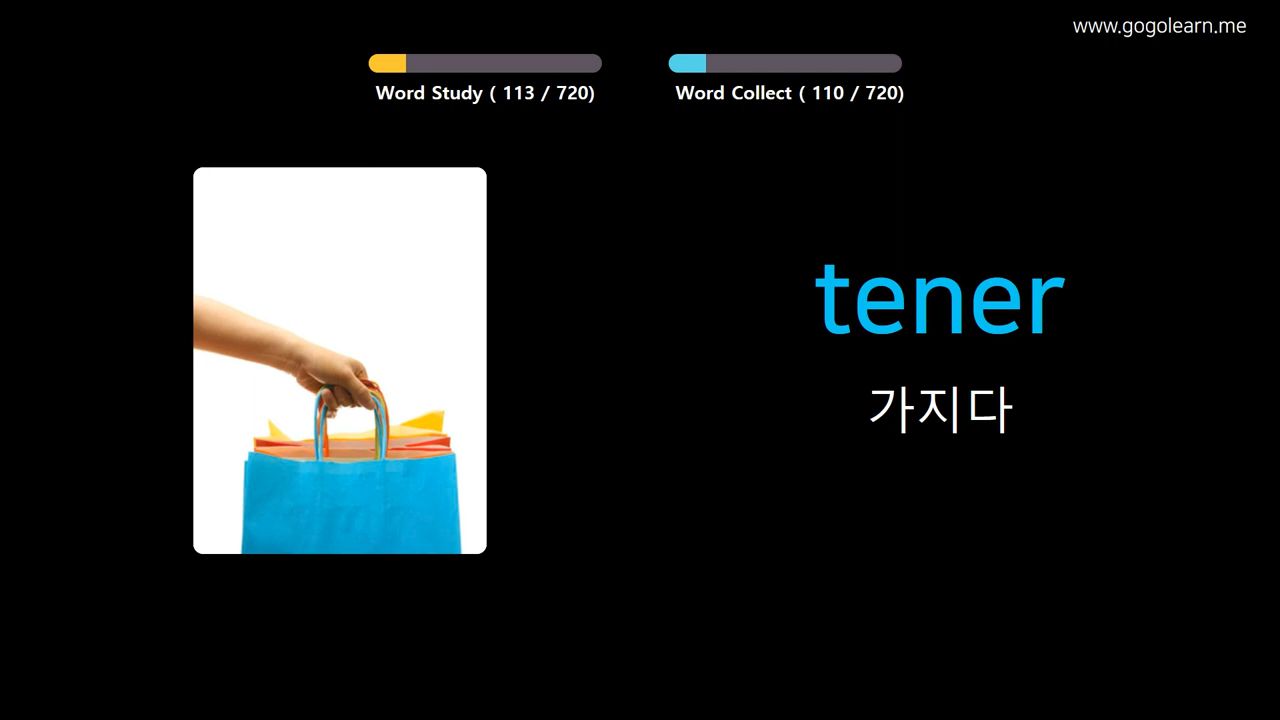 www.gogolearn.me
Word Study ( 113 / 720)
Word Collect ( 110 / 720)
tener
가지다